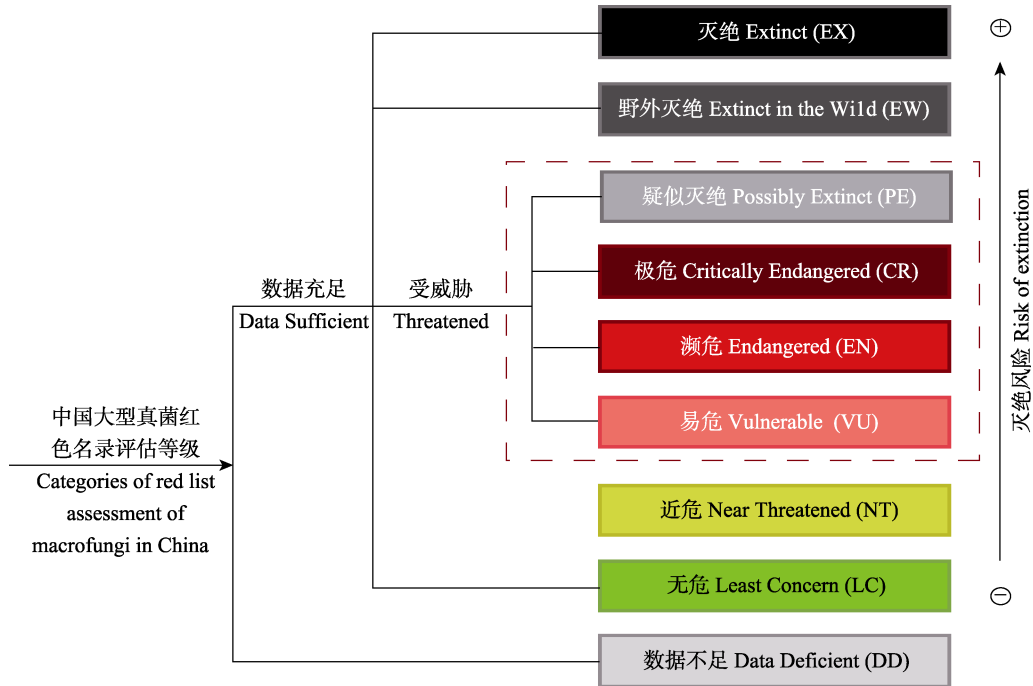 灭绝 Extinct (EX)
野外灭绝 Extinct in the Wi1d (EW)
疑似灭绝 Possibly Extinct (PE)
极危 Critically Endangered (CR)
数据充足
Data Sufficient
受威胁
Threatened
濒危 Endangered (EN)
易危 Vulnerable (VU)
中国大型真菌红
色名录评估等级
Categories of red list
assessment of
macrofungi in China
近危 Near Threatened (NT)
无危 Least Concern (LC)
数据不足 Data Deficient (DD)
灭绝风险 Risk of extinction